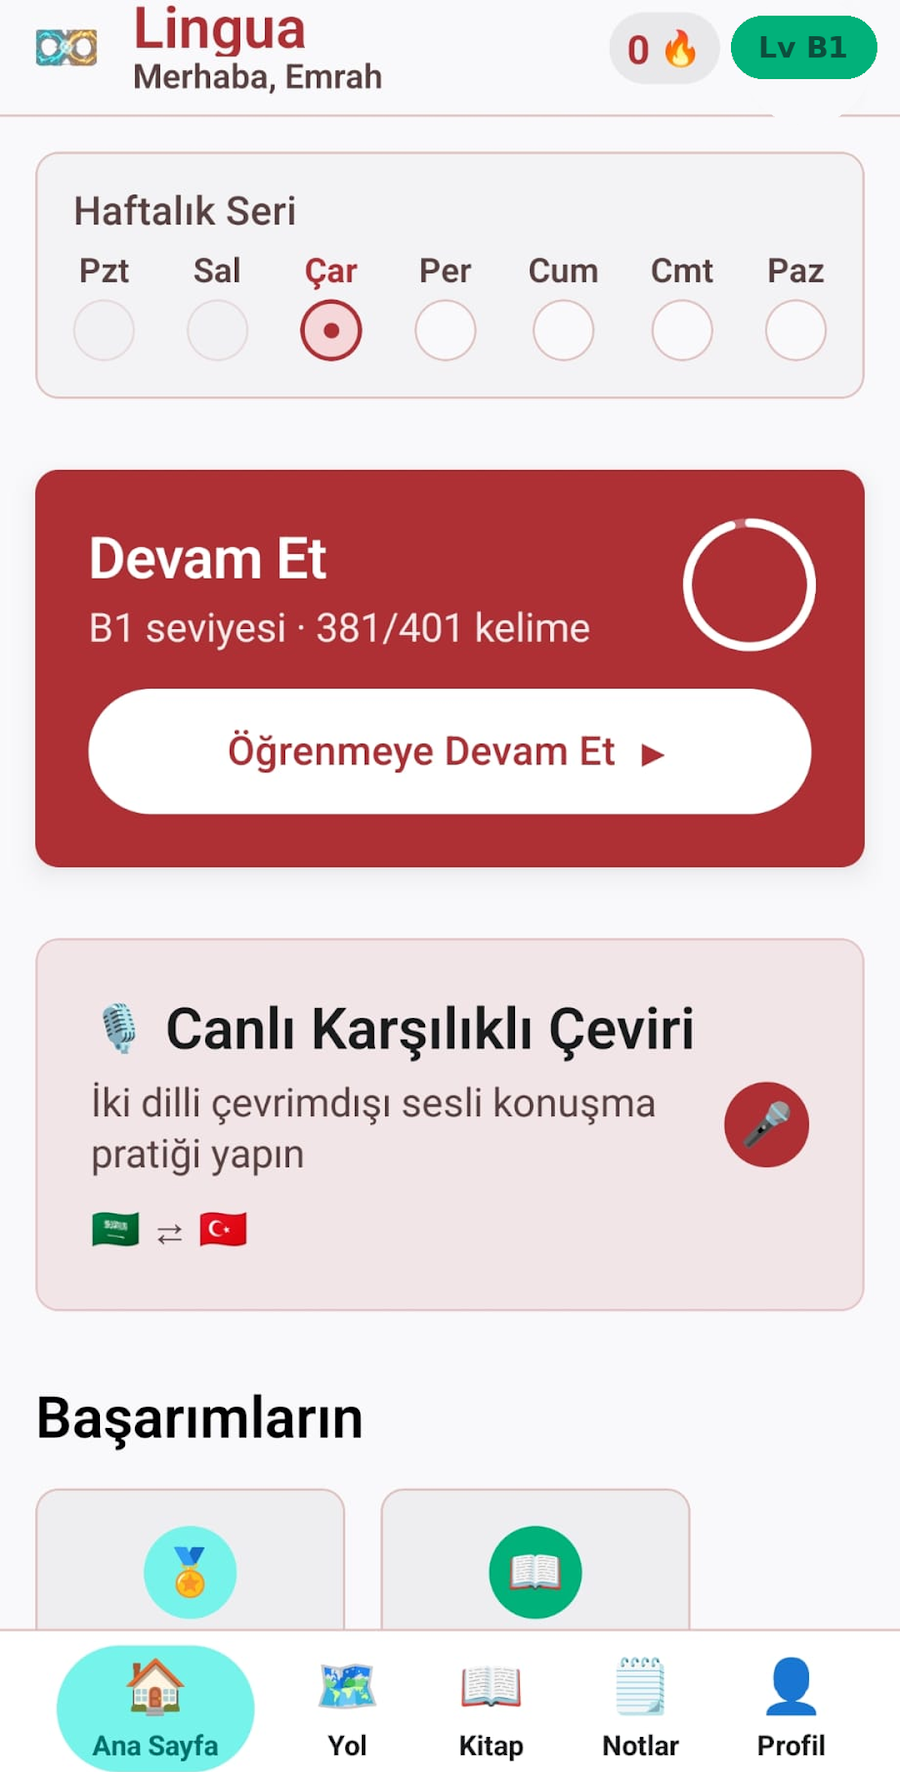 Lingua
Merhaba, Emrah
0 🔥
Lv B1
Haftalık Seri
Pzt Sal Çar Per Cum Cmt Paz
Devam Et
B1 seviyesi · 381/401 kelime
Öğrenmeye Devam Et ▶
🎙️ Canlı Karşılıklı Çeviri
İki dilli çevrimdışı sesli konuşma
pratiği yapın
🇸🇦 ⇄ 🇹🇷
Başarımların
Ana Sayfa Yol Kitap Notlar Profil